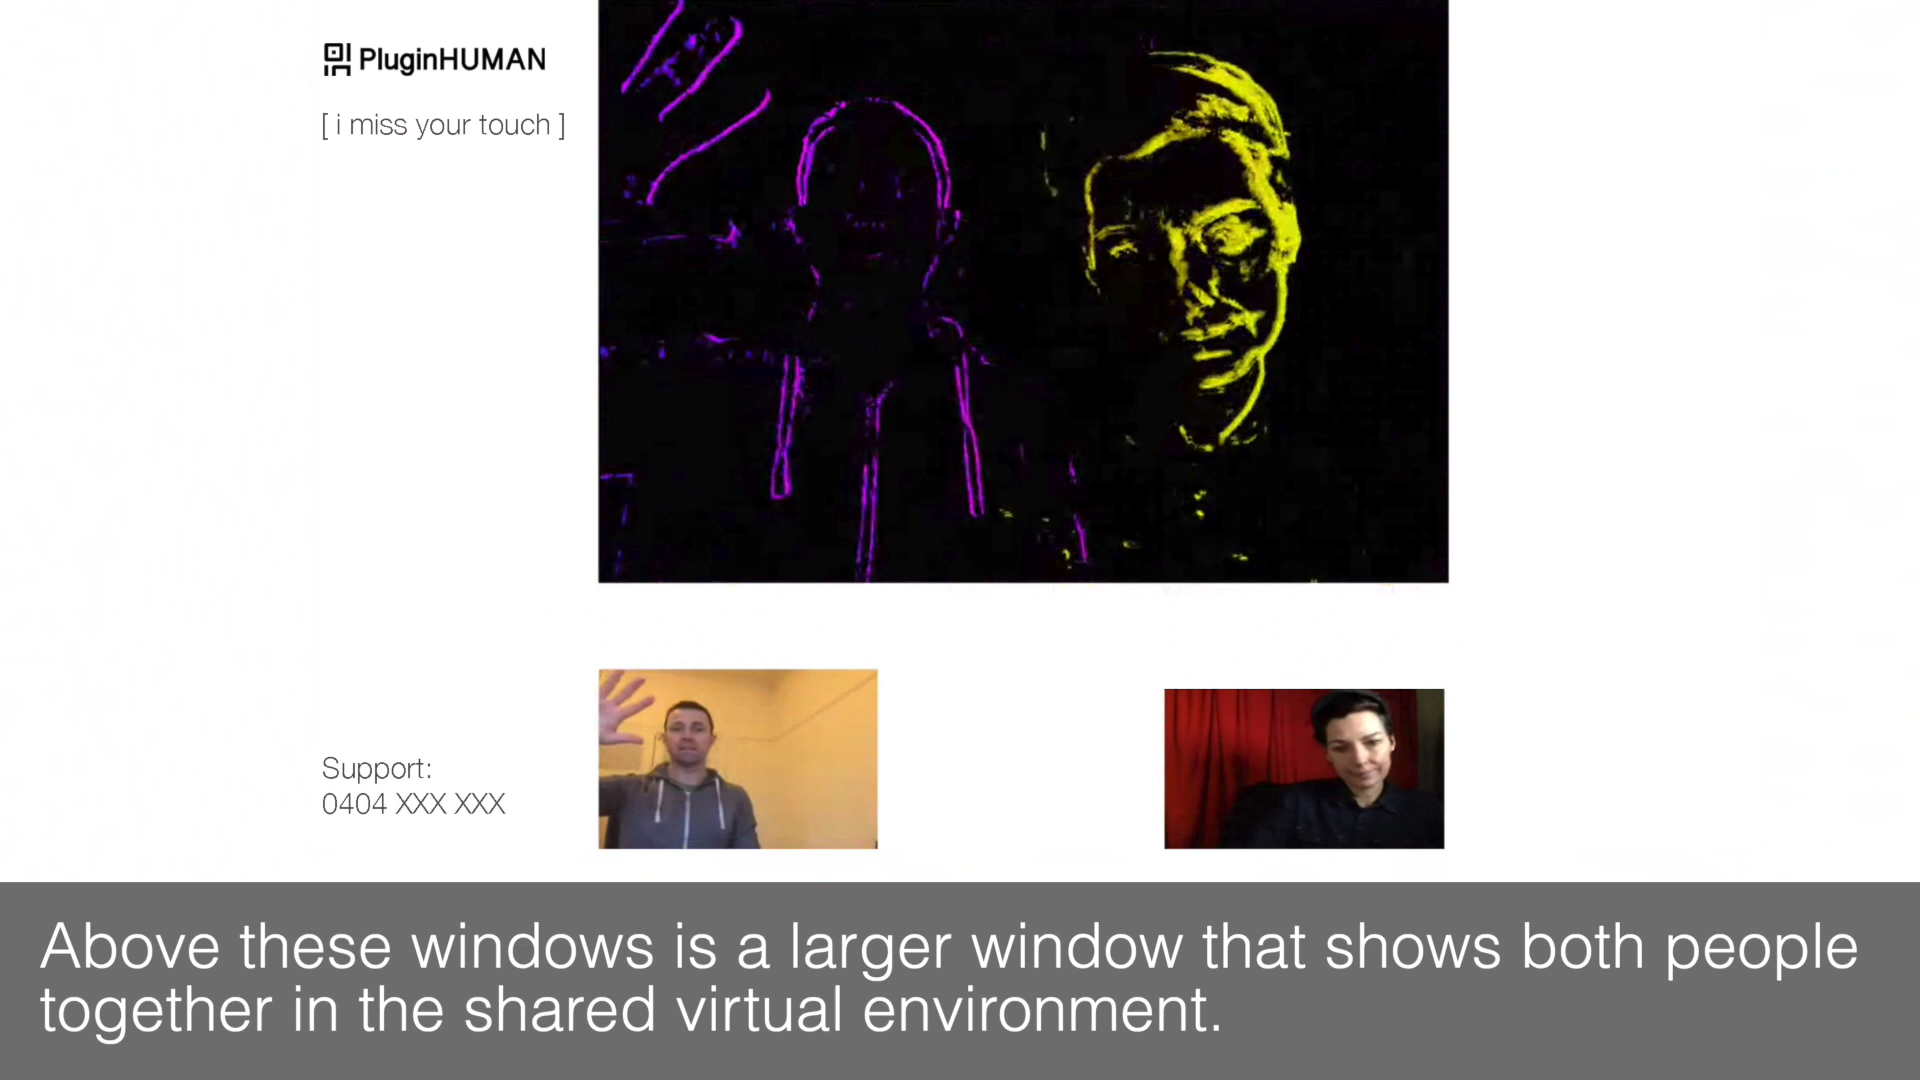 PluginHUMAN
[ i miss your touch ]
Support:
0404 XXX XXX
Above these windows is a larger window that shows both people
together in the shared virtual environment.